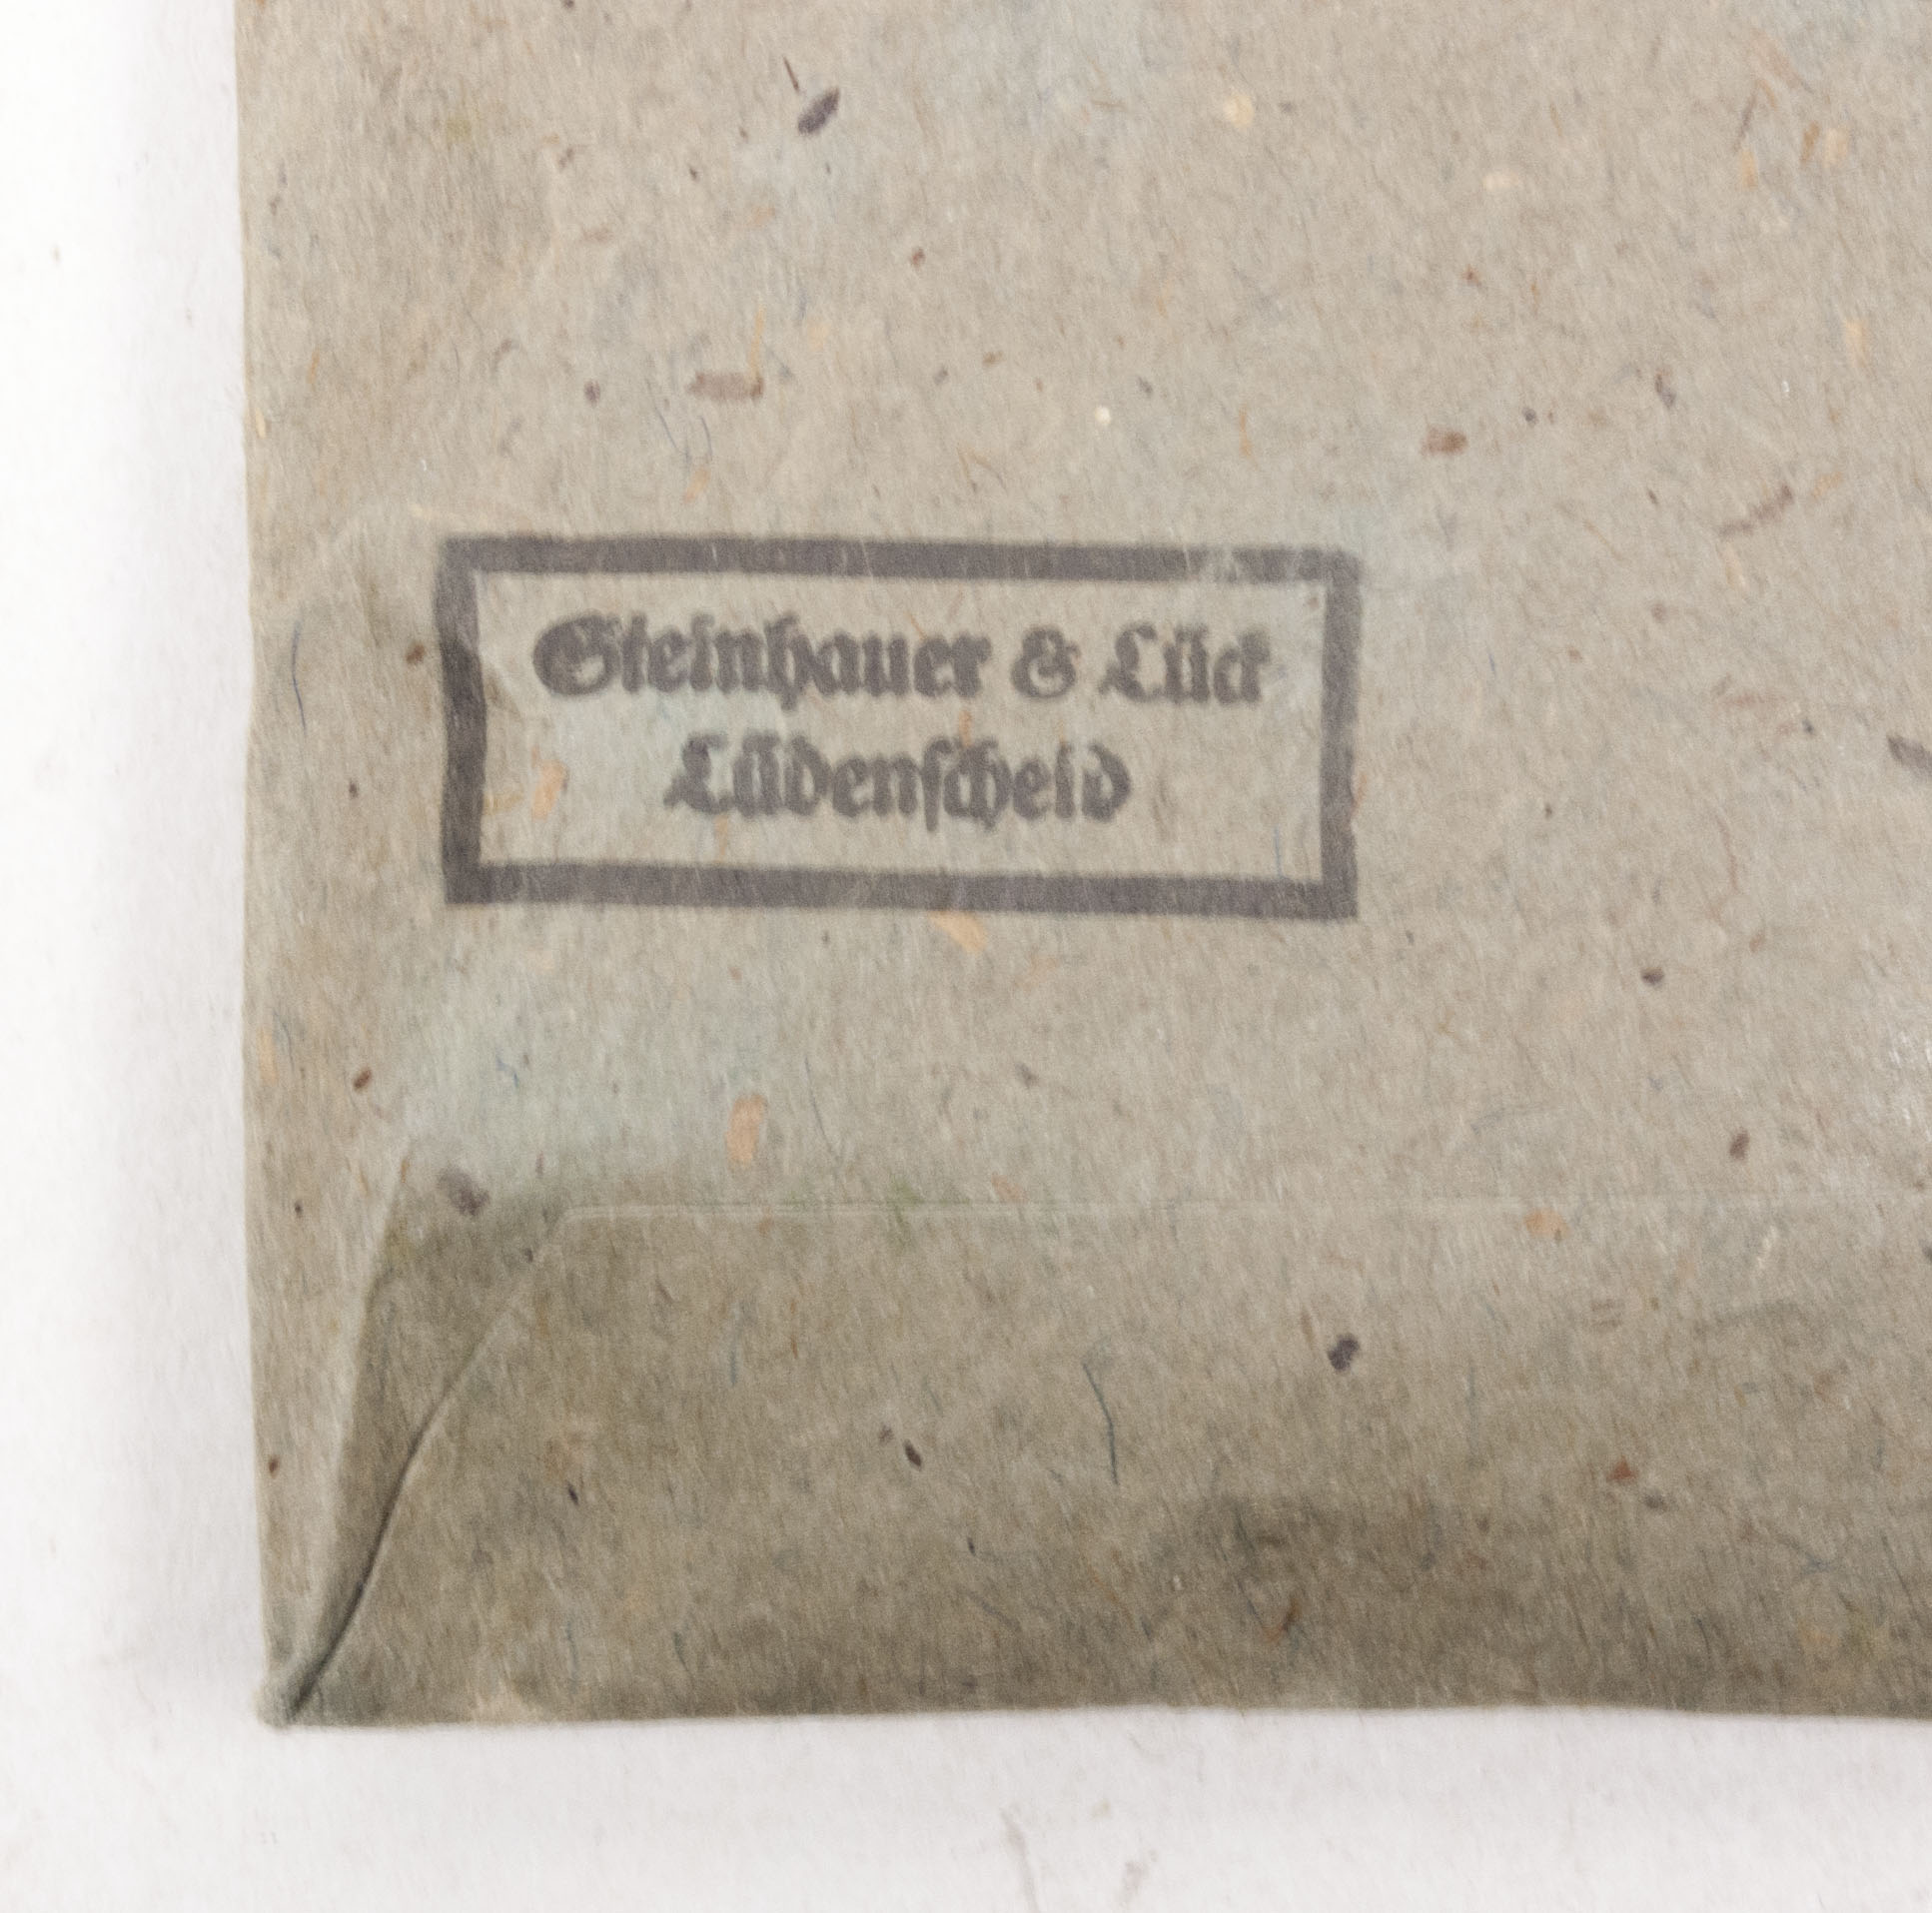 Steinhauer & Lück
Lüdenscheid